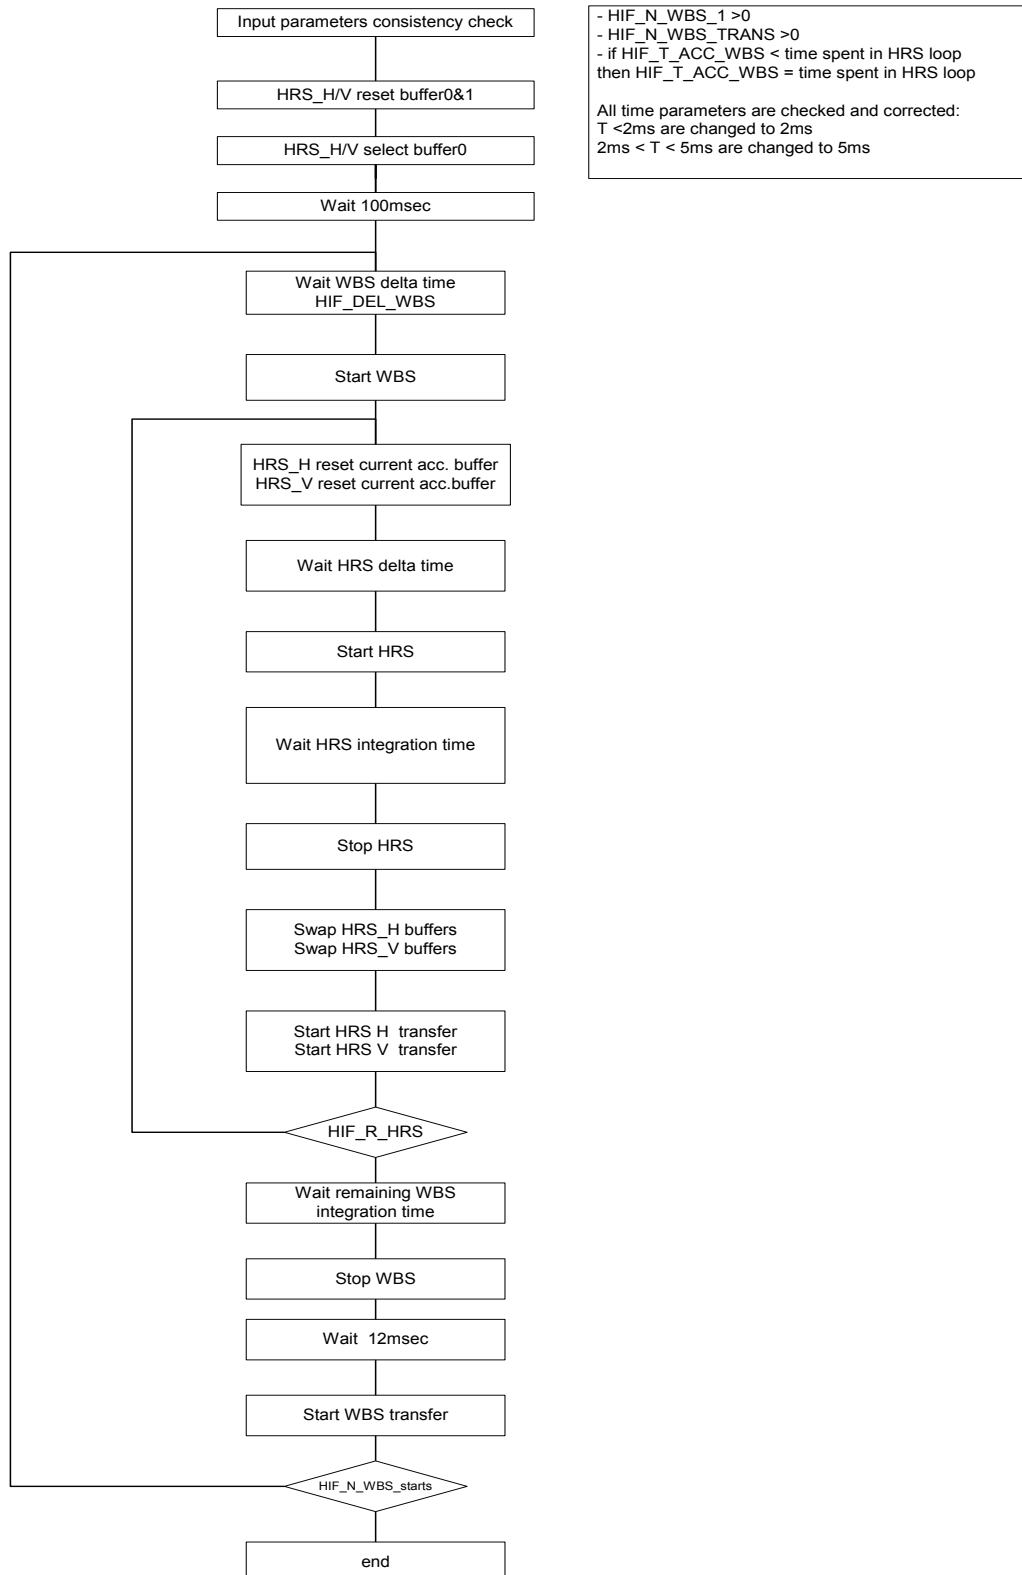 Input parameters consistency check
- HIF_N_WBS_1 >0
- HIF_N_WBS_TRANS >0
- if HIF_T_ACC_WBS < time spent in HRS loop
then HIF_T_ACC_WBS = time spent in HRS loop
All time parameters are checked and corrected:
T <2ms are changed to 2ms
2ms < T < 5ms are changed to 5ms
HRS_H/V reset buffer0&1
HRS_H/V select buffer0
Wait 100msec
Wait WBS delta time
HIF_DEL_WBS
Start WBS
HRS_H reset current acc. buffer
HRS_V reset current acc.buffer
Wait HRS delta time
Start HRS
Wait HRS integration time
Stop HRS
Swap HRS_H buffers
Swap HRS_V buffers
Start HRS H  transfer
Start HRS V  transfer
HIF_R_HRS
Wait remaining WBS
integration time
Stop WBS
Wait  12msec
Start WBS transfer
HIF_N_WBS_starts
end